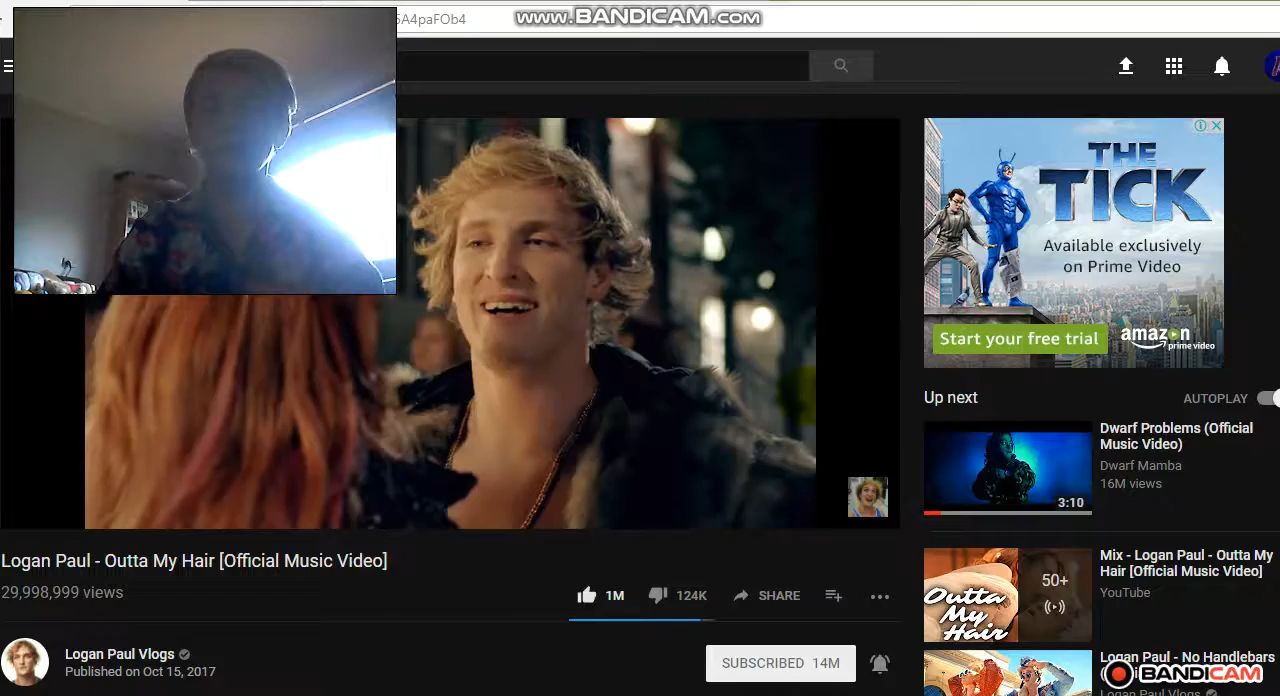 5A4paFOb4
www.BANDICAM.com
THE
TICK
Available exclusively
on Prime Video
Start your free trial
amazon
prime video
Up next
AUTOPLAY
Dwarf Problems (Official
Music Video)
Dwarf Mamba
16M views
3:10
Logan Paul - Outta My Hair [Official Music Video]
29,998,999 views
1M
124K
SHARE
Mix - Logan Paul - Outta My
Hair [Official Music Video]
YouTube
50+
Outta
My
Hair
Logan Paul Vlogs
Published on Oct 15, 2017
SUBSCRIBED 14M
Logan Paul - No Handlebars
BANDICAM
Logan Paul Vlogs